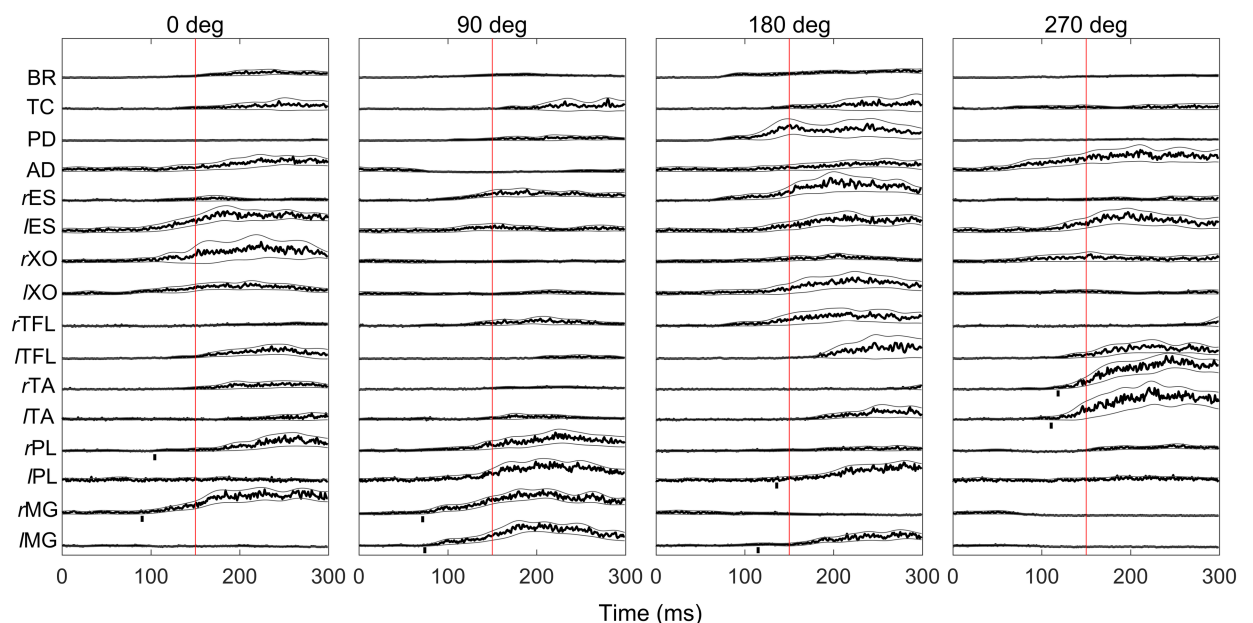 0 deg 90 deg 180 deg 270 deg
BR
TC
PD
AD
rES
lES
rXO
lXO
rTFL
lTFL
rTA
lTA
rPL
lPL
rMG
lMG
0 100 200 300 0 100 200 300 0 100 200 300 0 100 200 300
Time (ms)